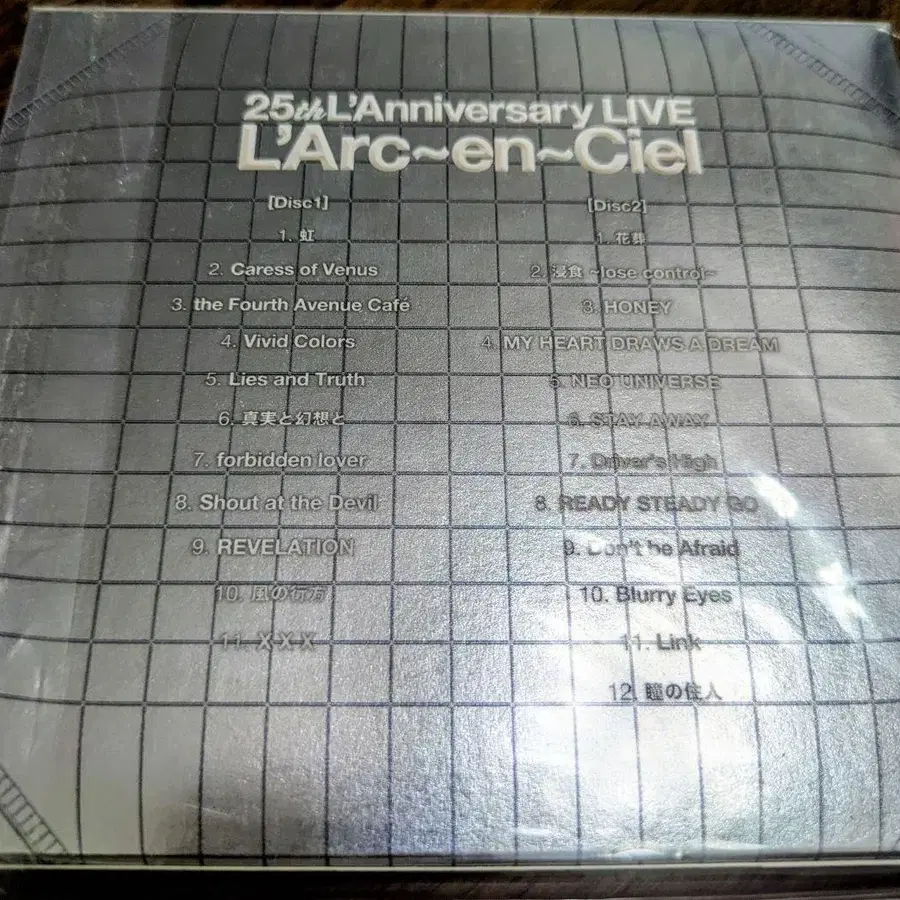 25th L'Anniversary LIVE
L'Arc~en~Ciel
[Disc1]
1. 虹
2. Caress of Venus
3. the Fourth Avenue Café
4. Vivid Colors
5. Lies and Truth
6. 真実と幻想と
7. forbidden lover
8. Shout at the Devil
9. REVELATION
10. 風の行方
11. X X X
[Disc2]
1. 花葬
2. 浸食 ~lose control~
3. HONEY
4. MY HEART DRAWS A DREAM
5. NEO UNIVERSE
6. STAY AWAY
7. Driver's High
8. READY STEADY GO
9. Don't be Afraid
10. Blurry Eyes
11. Link
12. 瞳の住人